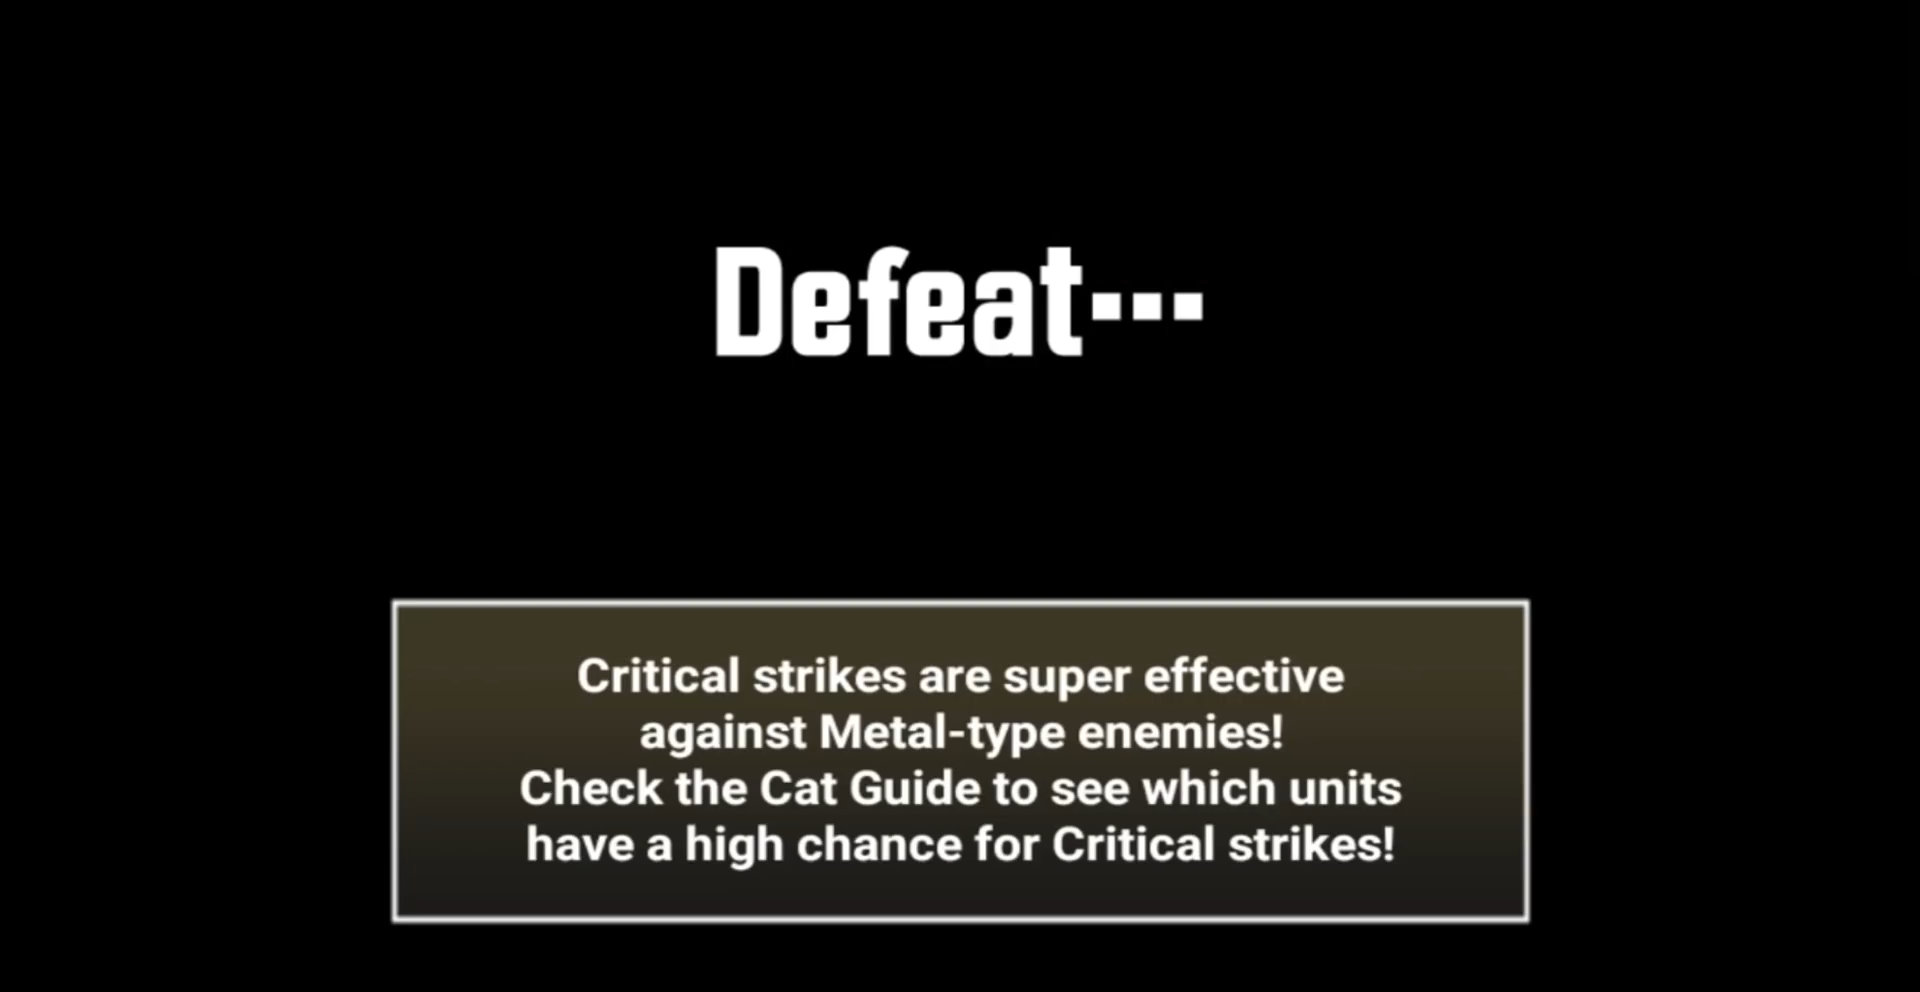 Defeat···
Critical strikes are super effective
against Metal-type enemies!
Check the Cat Guide to see which units
have a high chance for Critical strikes!